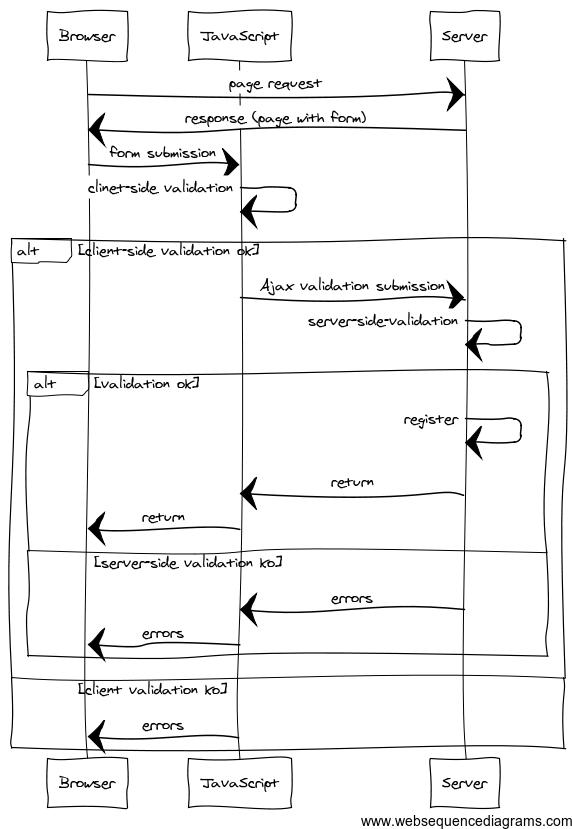 Browser JavaScript Server
page request
response (page with form)
form submission
clinet-side validation
alt [client-side validation ok]
Ajax validation submission
server-side-validation
alt [validation ok]
register
return
return
[server-side validation ko]
errors
errors
[client validation ko]
errors
Browser JavaScript Server
www.websequencediagrams.com